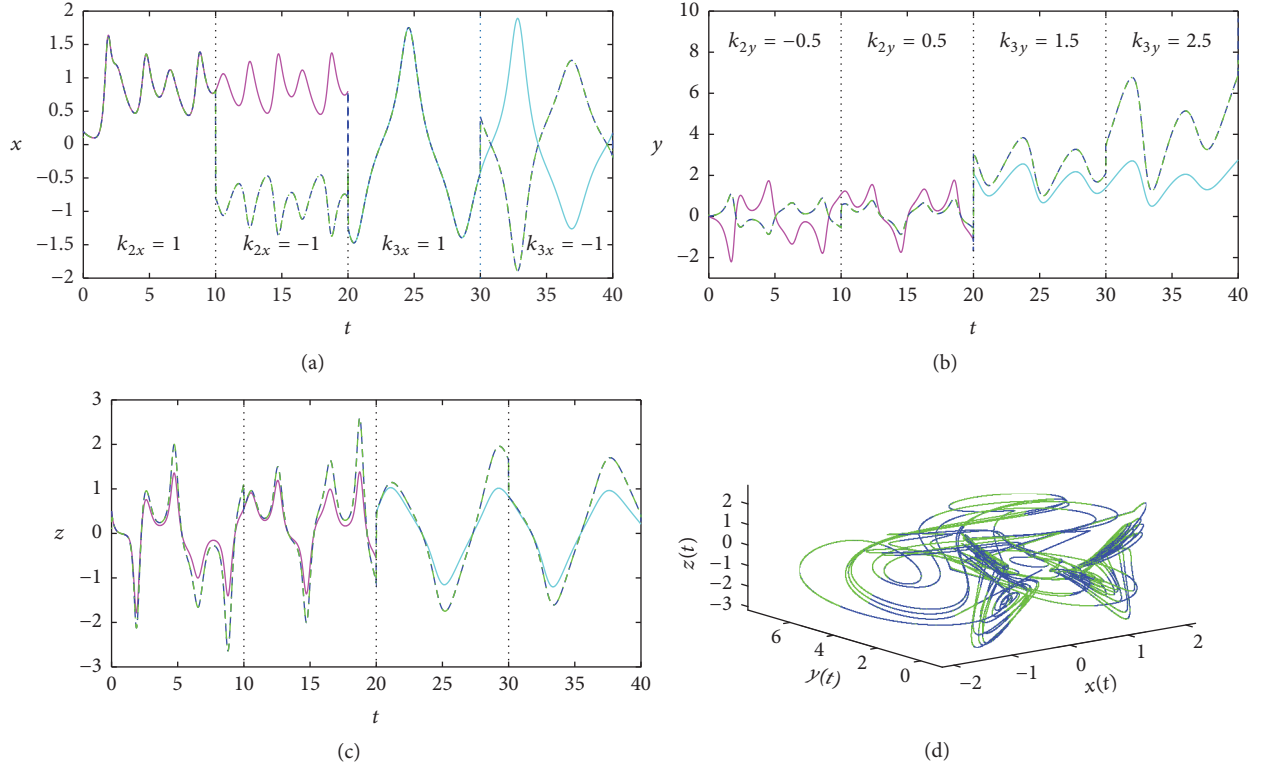 2
1.5
1
0.5
0
−0.5
−1
−1.5
−2
x
k2x = 1
k2x = −1
k3x = 1
k3x = −1
0 5 10 15 20 25 30 35 40
t
(a)
10
8
6
4
2
0
−2
y
k2y = −0.5
k2y = 0.5
k3y = 1.5
k3y = 2.5
0 5 10 15 20 25 30 35 40
t
(b)
3
2
1
0
−1
−2
−3
z
0 5 10 15 20 25 30 35 40
t
(c)
2
1
0
−1
−2
−3
z(t)
6
4
2
0
y(t)
−2
−1
0
1
2
x(t)
(d)